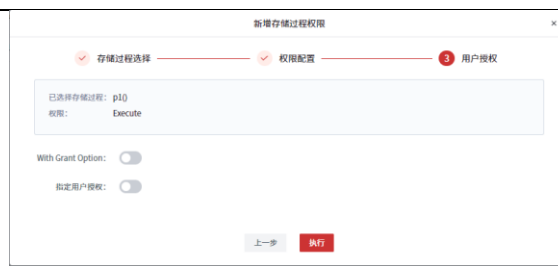 新增存储过程权限 ×
存储过程选择 权限配置 3 用户授权
已选择存储过程： p1()
权限： Execute
With Grant Option：
指定用户授权：
上一步 执行